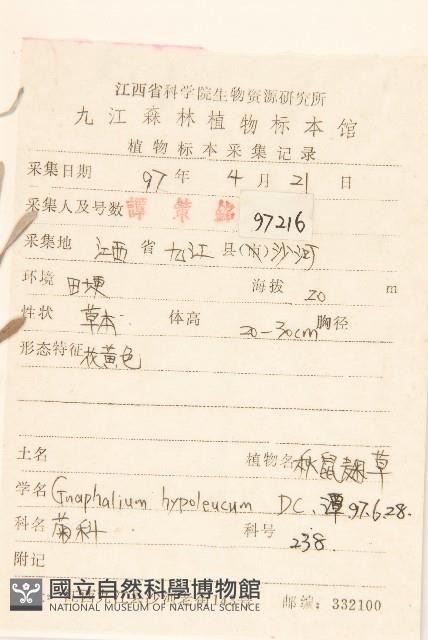 江西省科学院生物资源研究所
九江森林植物标本馆
植物标本采集记录
采集日期 97 年 4 月 21 日
采集人及号数 譚策銘 97216
采集地 江西 省 九江 县(市)沙河
环境 田埂 海拔 20 m
性状 草本 体高 20-30cm 胸径
形态特征 花黄色
土名 植物名 秋鼠麹草
学名 Gnaphalium hypoleucum DC. 谭 97.6.28.
科名 菊科 科号 238
附记
國立自然科學博物館
NATIONAL MUSEUM OF NATURAL SCIENCE
邮编: 332100